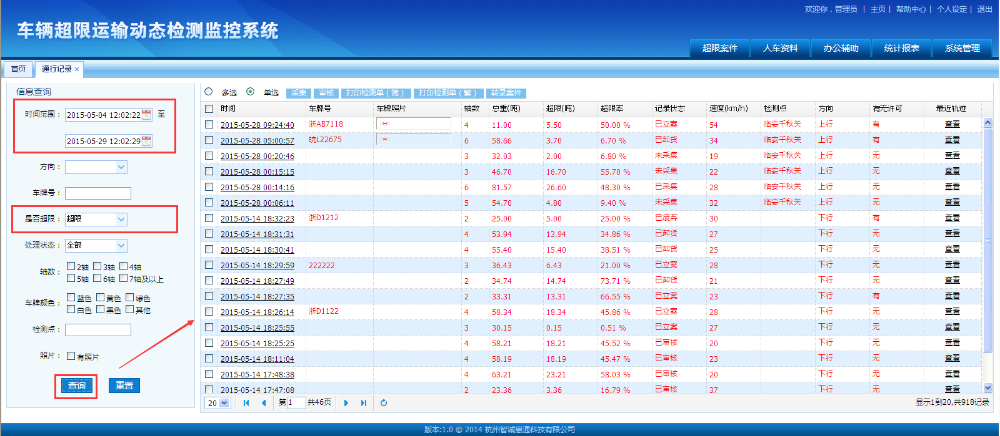 欢迎你，管理员 | 主页 | 帮助中心 | 个人设定 | 退出
车辆超限运输动态检测监控系统
超限案件 人车资料 办公辅助 统计报表 系统管理
首页 通行记录 ×
信息查询
时间范围： 2015-05-04 12:02:22 至
2015-05-29 12:02:29
方向：
车牌号：
是否超限： 超限
处理状态： 全部
轴数： 2轴 3轴 4轴
5轴 6轴 7轴及以上
车牌颜色： 蓝色 黄色 绿色
白色 黑色 其他
检测点：
照片： 有照片
查询 重置
多选 单选 采集 审核 打印检测单（简） 打印检测单（繁） 转录案件
时间 车牌号 车牌照片 轴数 总重(吨) 超限(吨) 超限率 记录状态 速度(km/h) 检测点 方向 有无许可 最近轨迹
2015-05-28 09:24:40 浙AB7118 4 11.00 5.50 50.00 % 已立案 54 临安千秋关 上行 有 查看
2015-05-28 05:00:57 皖L22675 6 58.66 3.70 6.70 % 已卸货 34 临安千秋关 上行 有 查看
2015-05-28 00:20:46 3 32.03 2.00 6.80 % 未采集 19 临安千秋关 上行 无 查看
2015-05-28 00:15:15 3 46.70 16.70 55.70 % 未采集 22 临安千秋关 上行 无 查看
2015-05-28 00:14:16 6 81.57 26.60 48.30 % 已采集 28 临安千秋关 上行 无 查看
2015-05-28 00:06:11 5 54.70 4.80 9.40 % 未采集 32 临安千秋关 上行 无 查看
2015-05-14 18:32:23 浙D1212 2 25.00 5.00 25.00 % 已废弃 30 下行 有 查看
2015-05-14 18:31:31 4 53.94 13.94 34.86 % 已卸货 27 下行 无 查看
2015-05-14 18:30:41 4 55.40 15.40 38.51 % 已卸货 25 下行 无 查看
2015-05-14 18:29:59 222222 3 36.43 6.43 21.00 % 已立案 28 下行 无 查看
2015-05-14 18:27:49 2 34.74 14.74 73.71 % 已卸货 21 下行 无 查看
2015-05-14 18:27:35 2 33.31 13.31 66.55 % 已立案 23 下行 有 查看
2015-05-14 18:26:14 浙D1122 4 58.34 18.34 45.86 % 已立案 28 下行 无 查看
2015-05-14 18:25:55 3 30.15 0.15 0.51 % 已立案 27 下行 无 查看
2015-05-14 18:25:25 4 58.21 18.21 45.52 % 已审核 20 下行 无 查看
2015-05-14 18:11:04 4 58.19 18.19 45.47 % 已审核 23 下行 无 查看
2015-05-14 17:48:38 4 63.21 23.21 58.03 % 已审核 20 下行 无 查看
2015-05-14 17:47:08 2 23.36 3.36 16.79 % 已审核 37 下行 无 查看
20 第 1 共46页 显示1到20,共918记录
版本:1.0 © 2014 杭州智诚惠通科技有限公司